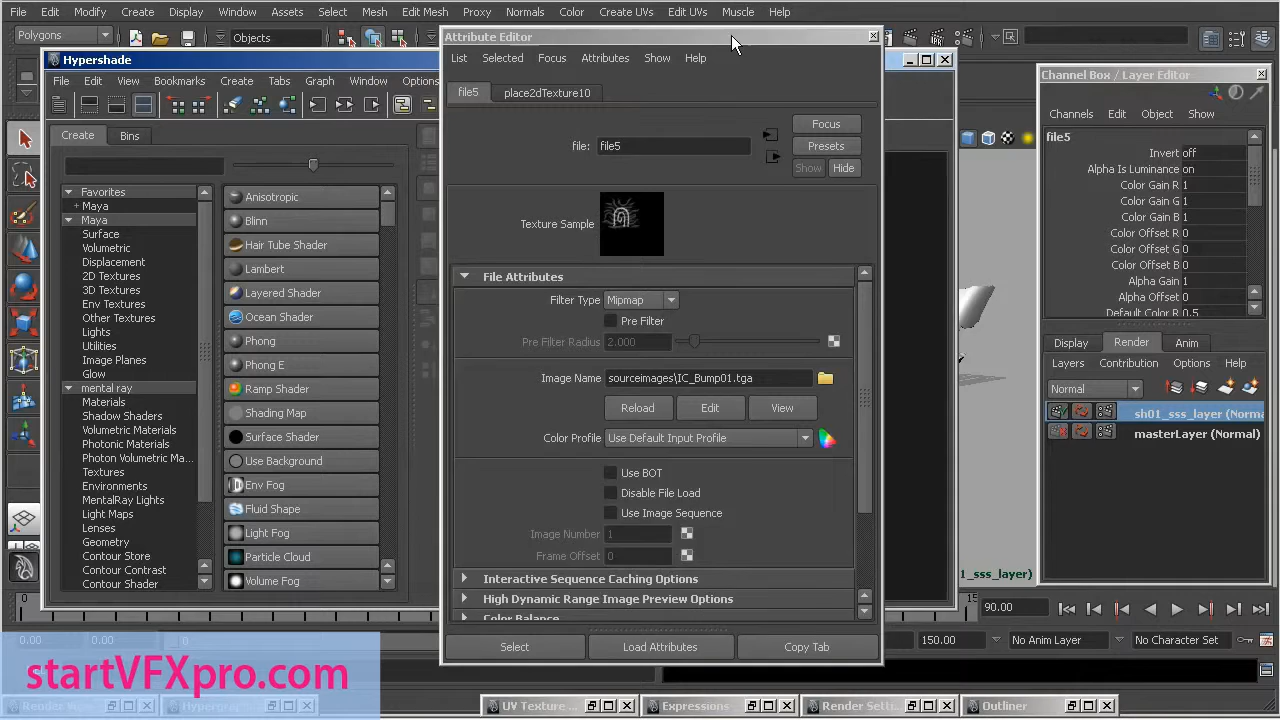 File Edit Modify Create Display Window Assets Select Mesh Edit Mesh Proxy Normals Color Create UVs Edit UVs Muscle Help
Polygons
Objects
Hypershade
File Edit View Bookmarks Create Tabs Graph Window Options
Create
Bins
Favorites
+ Maya
Maya
Surface
Volumetric
Displacement
2D Textures
3D Textures
Env Textures
Other Textures
Lights
Utilities
Image Planes
Glow
mental ray
Materials
Shadow Shaders
Volumetric Materials
Photonic Materials
Photon Volumetric Ma...
Textures
Environments
MentalRay Lights
Light Maps
Lenses
Geometry
Contour Store
Contour Contrast
Contour Shader
Anisotropic
Blinn
Hair Tube Shader
Lambert
Layered Shader
Ocean Shader
Phong
Phong E
Ramp Shader
Shading Map
Surface Shader
Use Background
Env Fog
Fluid Shape
Light Fog
Particle Cloud
Volume Fog
Attribute Editor
List Selected Focus Attributes Show Help
file5
place2dTexture10
file: file5
Focus
Presets
Show Hide
Texture Sample
File Attributes
Filter Type Mipmap
Pre Filter
Pre Filter Radius 2.000
Image Name sourceimages\IC_Bump01.tga
Reload Edit View
Color Profile Use Default Input Profile
Use BOT
Disable File Load
Use Image Sequence
Image Number 1
Frame Offset 0
Interactive Sequence Caching Options
High Dynamic Range Image Preview Options
Color Balance
Select Load Attributes Copy Tab
Channel Box / Layer Editor
Channels Edit Object Show
file5
Invert off
Alpha Is Luminance on
Color Gain R 1
Color Gain G 1
Color Gain B 1
Color Offset R 0
Color Offset G 0
Color Offset B 0
Alpha Gain 1
Alpha Offset 0
Default Color R 0.5
Display Render Anim
Layers Contribution Options Help
Normal
sh01_sss_layer (Norma
masterLayer (Normal)
1_sss_layer)
0
15
90.00
0.00 0.00 0
150.00 No Anim Layer No Character Set
startVFXpro.com
Render View
Hypergraph
UV Texture ...
Expressions
Render Setti...
Outliner